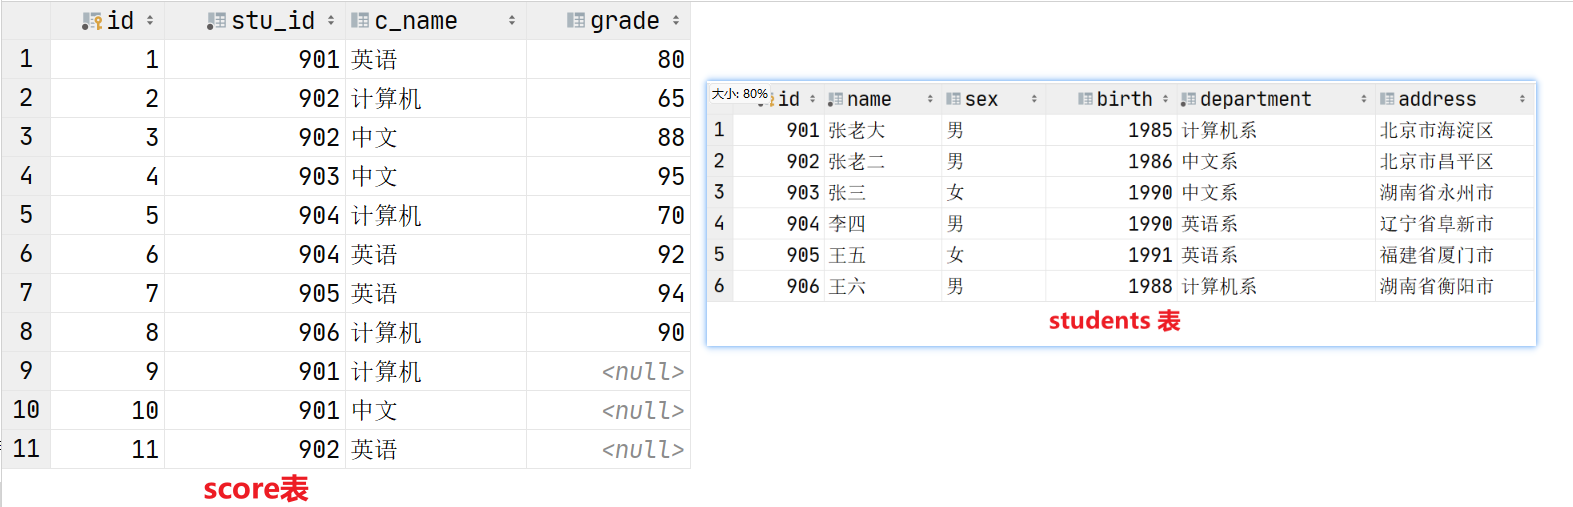 id stu_id c_name grade
1 1 901 英语 80
2 2 902 计算机 65
3 3 902 中文 88
4 4 903 中文 95
5 5 904 计算机 70
6 6 904 英语 92
7 7 905 英语 94
8 8 906 计算机 90
9 9 901 计算机 <null>
10 10 901 中文 <null>
11 11 902 英语 <null>
score表
大小: 80% id name sex birth department address
1 901 张老大 男 1985 计算机系 北京市海淀区
2 902 张老二 男 1986 中文系 北京市昌平区
3 903 张三 女 1990 中文系 湖南省永州市
4 904 李四 男 1990 英语系 辽宁省阜新市
5 905 王五 女 1991 英语系 福建省厦门市
6 906 王六 男 1988 计算机系 湖南省衡阳市
students 表